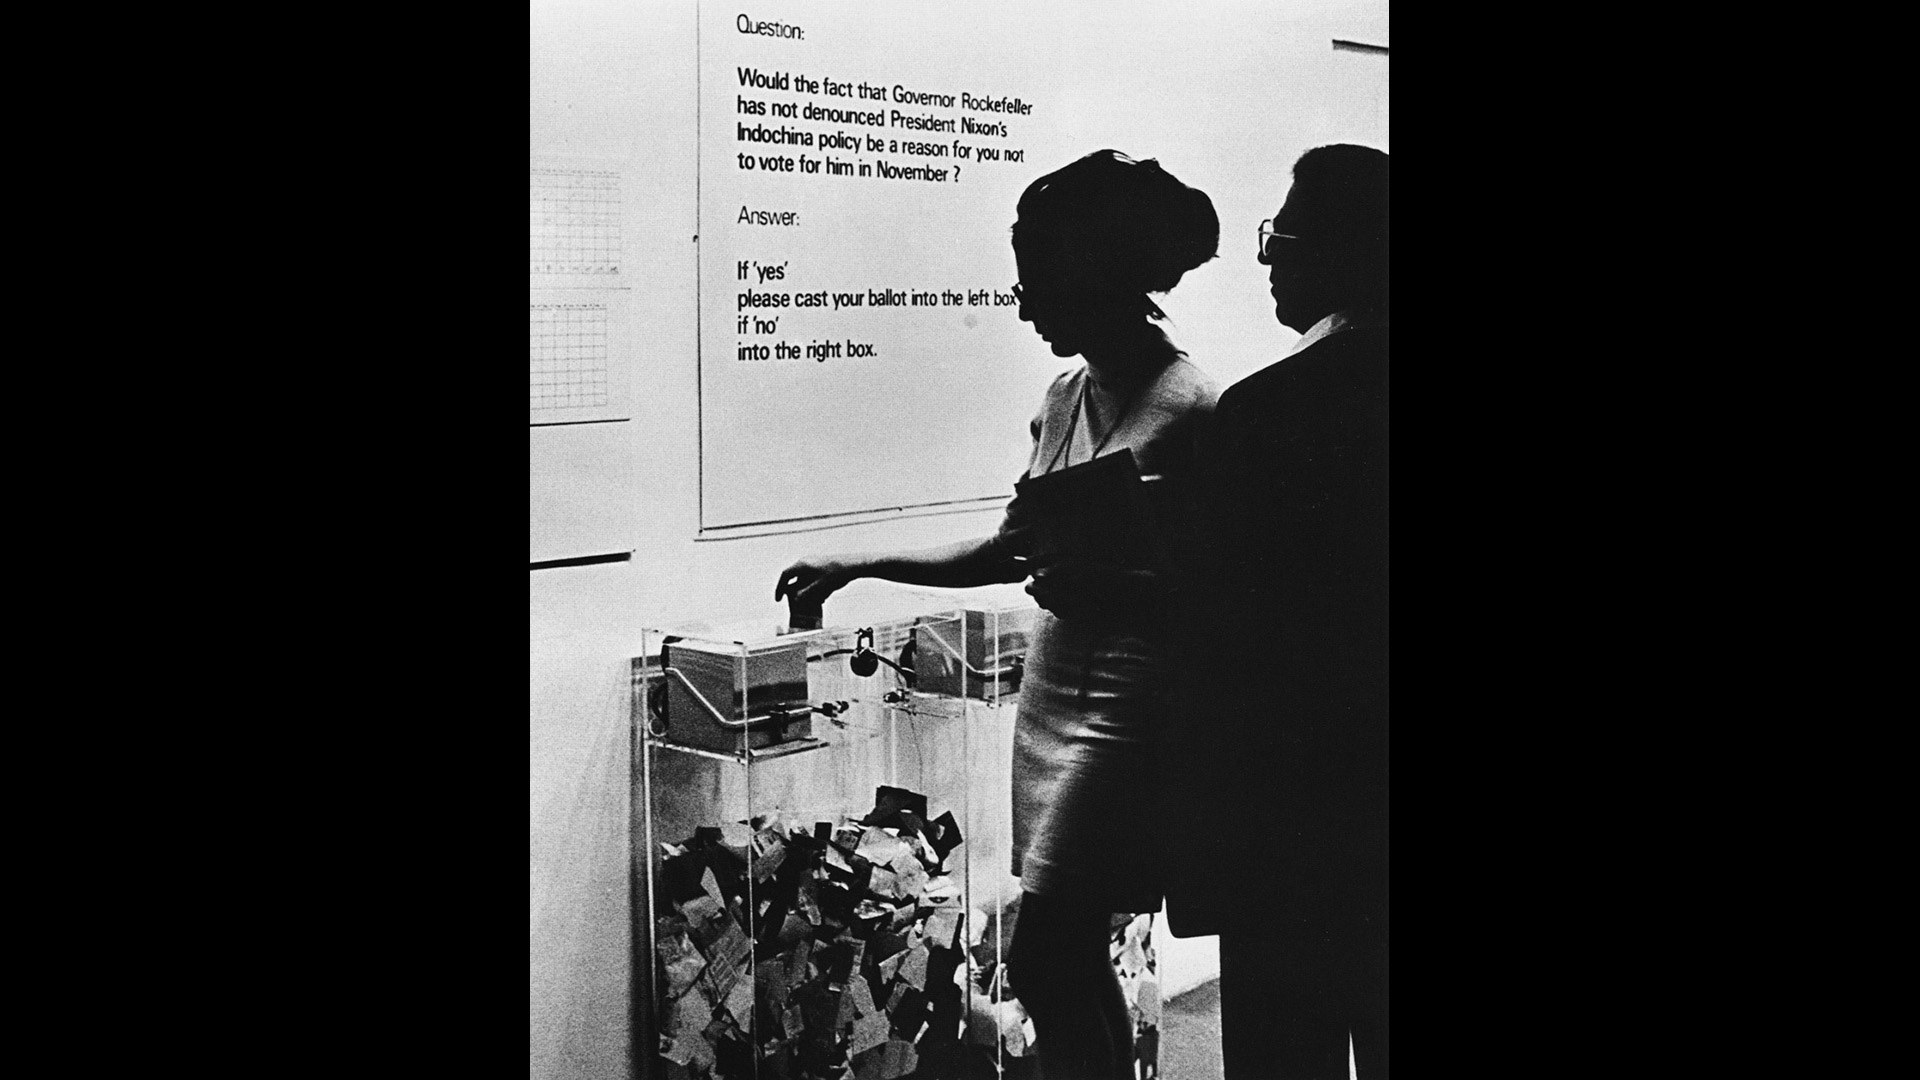 Question:
Would the fact that Governor Rockefeller
has not denounced President Nixon's
Indochina policy be a reason for you not
to vote for him in November ?
Answer:
If 'yes'
please cast your ballot into the left box
if 'no'
into the right box.